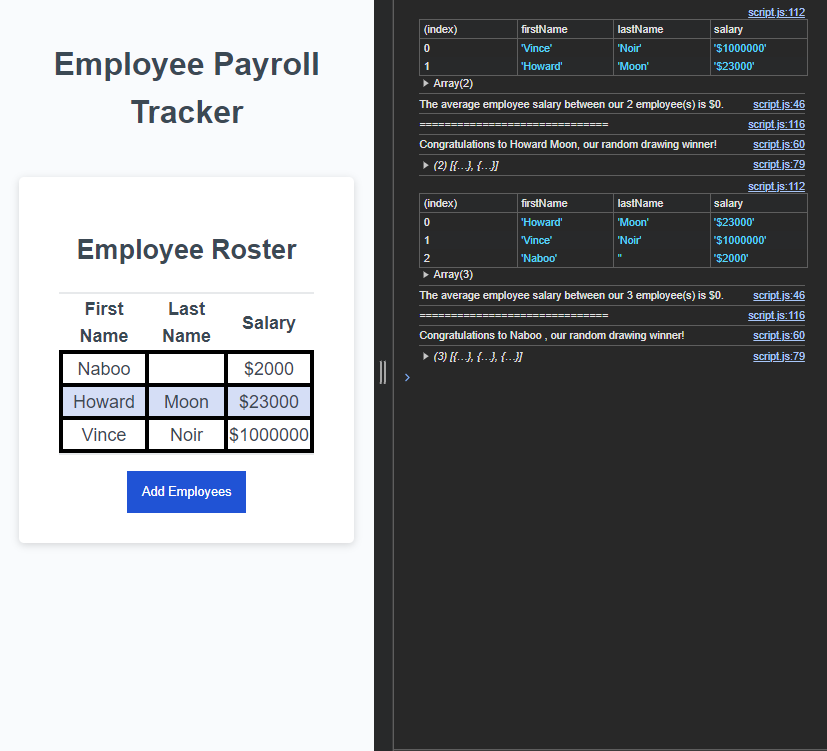 Employee Payroll
Tracker
Employee Roster
First Name Last Name Salary
Naboo $2000
Howard Moon $23000
Vince Noir $1000000
Add Employees
script.js:112
(index) firstName lastName salary
0 'Vince' 'Noir' '$1000000'
1 'Howard' 'Moon' '$23000'
▶ Array(2)
The average employee salary between our 2 employee(s) is $0. script.js:46
============================== script.js:116
Congratulations to Howard Moon, our random drawing winner! script.js:60
▶ (2) [{…}, {…}] script.js:79
script.js:112
(index) firstName lastName salary
0 'Howard' 'Moon' '$23000'
1 'Vince' 'Noir' '$1000000'
2 'Naboo' '' '$2000'
▶ Array(3)
The average employee salary between our 3 employee(s) is $0. script.js:46
============================== script.js:116
Congratulations to Naboo , our random drawing winner! script.js:60
▶ (3) [{…}, {…}, {…}] script.js:79